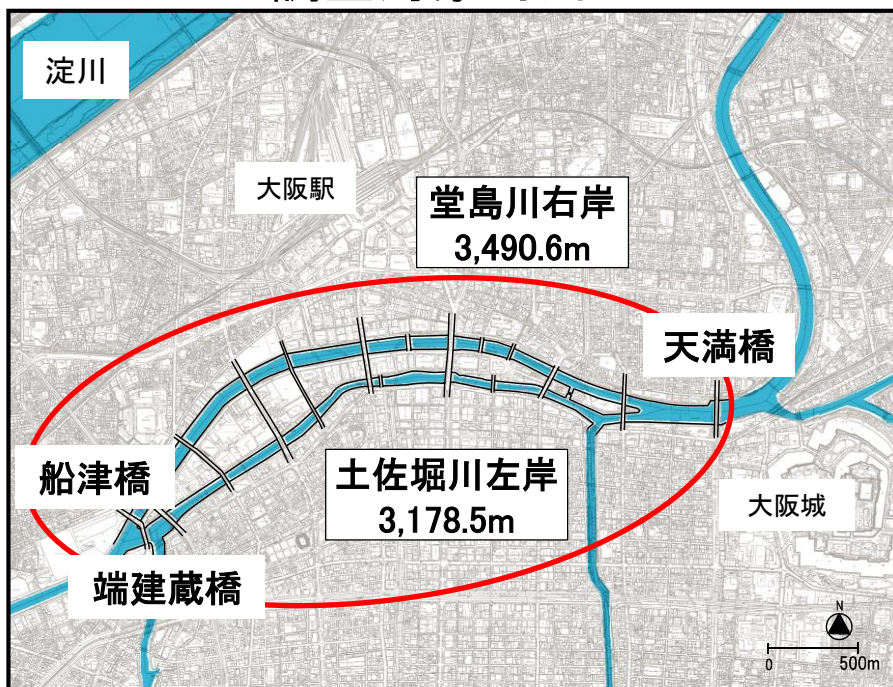 淀川
大阪駅
堂島川右岸
3,490.6m
天満橋
船津橋
土佐堀川左岸
3,178.5m
大阪城
端建蔵橋
N
0 500m